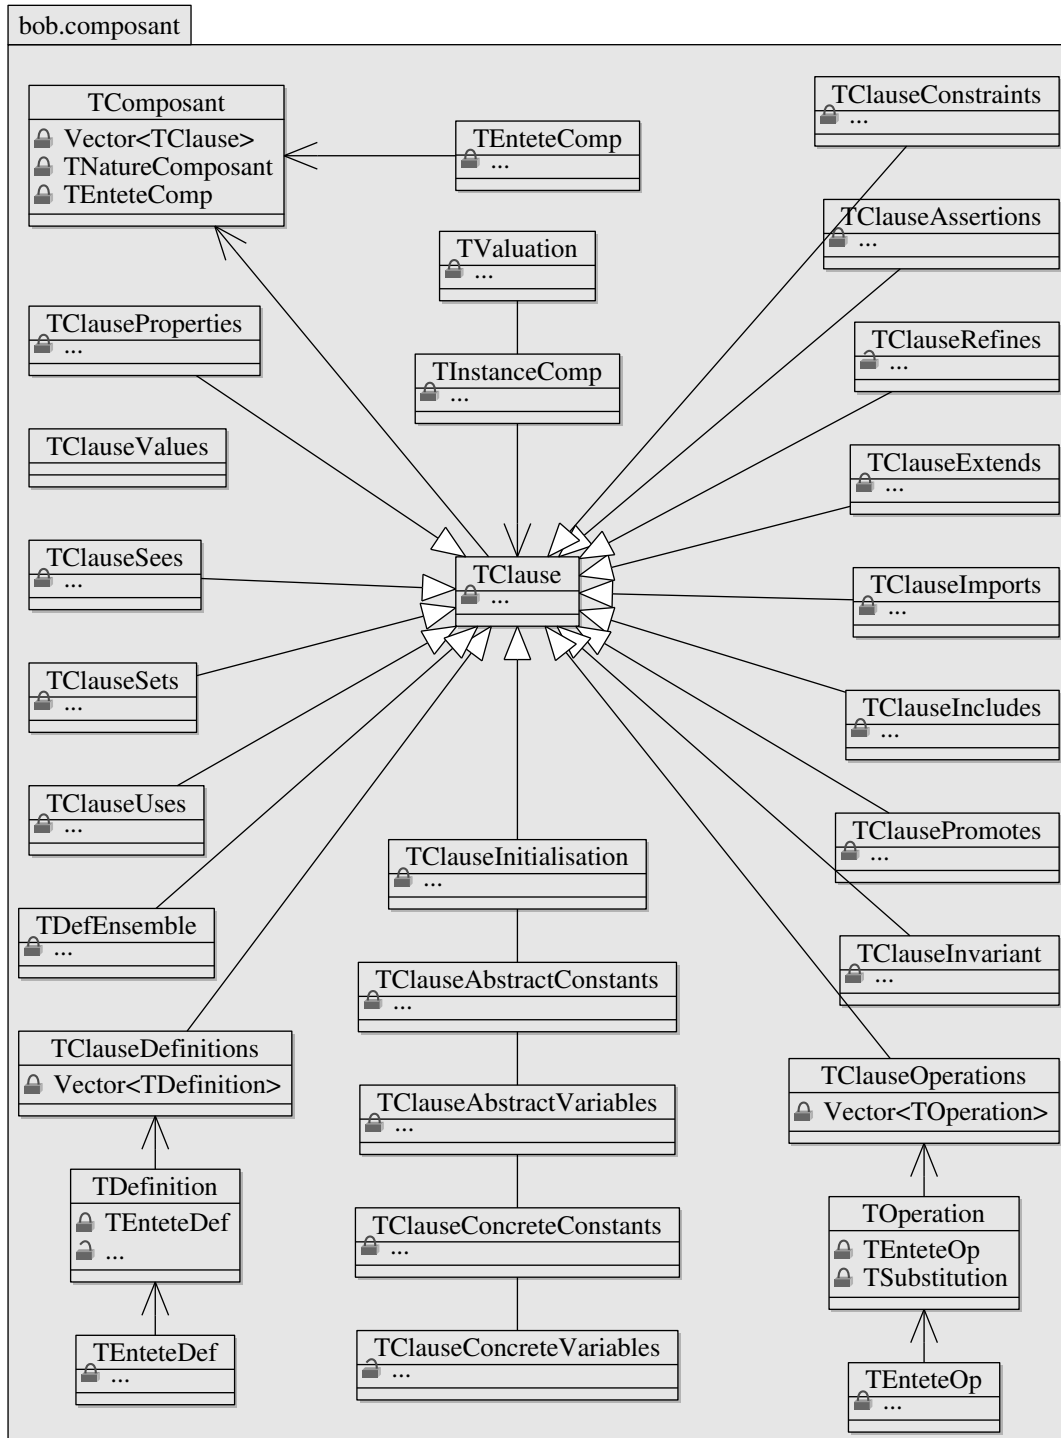 bob.composant
TComposant
Vector<TClause>
TNatureComposant
TEnteteComp
TEnteteComp
...
TClauseConstraints
...
TValuation
...
TClauseAssertions
...
TClauseProperties
...
TInstanceComp
...
TClauseRefines
...
TClauseValues
TClauseExtends
...
TClauseSees
...
TClause
...
TClauseImports
...
TClauseSets
...
TClauseIncludes
...
TClauseUses
...
TClauseInitialisation
...
TClausePromotes
...
TDefEnsemble
...
TClauseAbstractConstants
...
TClauseInvariant
...
TClauseDefinitions
Vector<TDefinition>
TClauseAbstractVariables
...
TClauseOperations
Vector<TOperation>
TDefinition
TEnteteDef
...
TClauseConcreteConstants
...
TOperation
TEnteteOp
TSubstitution
TEnteteDef
...
TClauseConcreteVariables
...
TEnteteOp
...